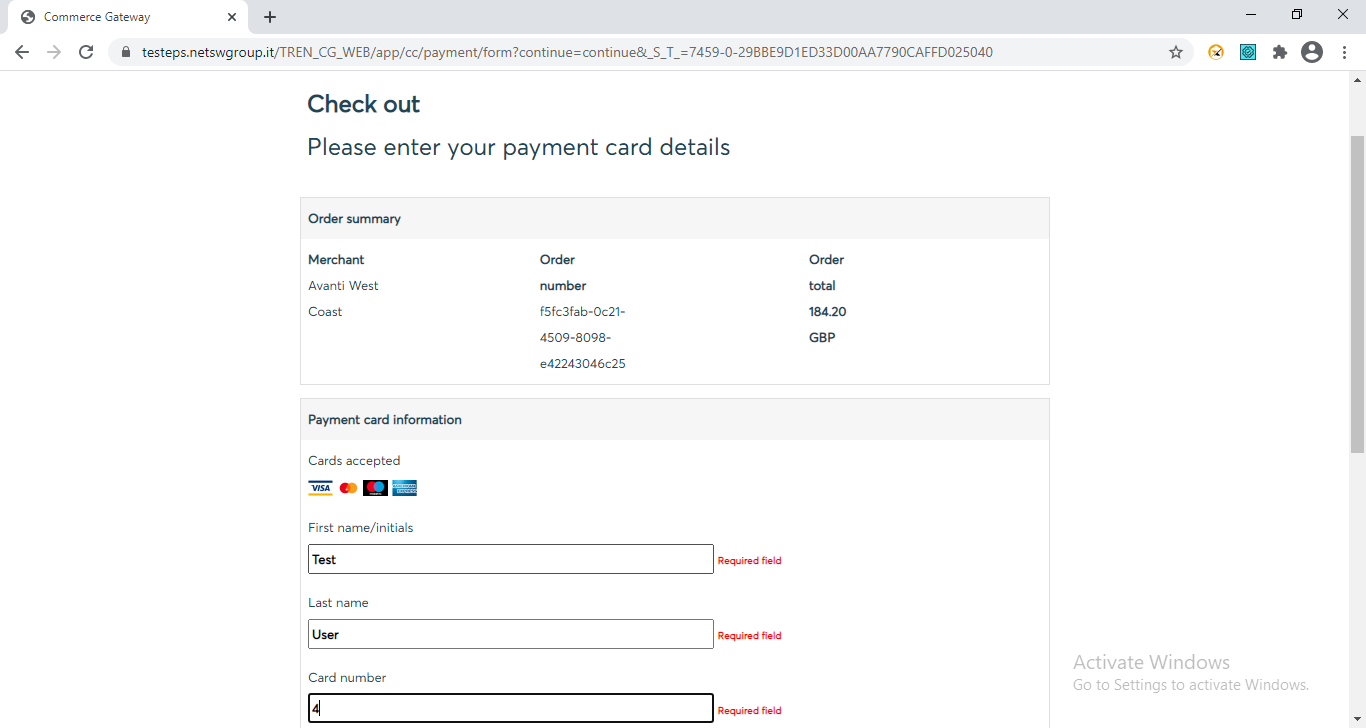 Commerce Gateway
testeps.netswgroup.it/TREN_CG_WEB/app/cc/payment/form?continue=continue&_S_T_=7459-0-29BBE9D1ED33D00AA7790CAFFD025040
Check out
Please enter your payment card details
Order summary
Merchant
Avanti West
Coast
Order
number
f5fc3fab-0c21-
4509-8098-
e42243046c25
Order
total
184.20
GBP
Payment card information
Cards accepted
VISA
First name/initials
Test Required field
Last name
User Required field
Card number
4 Required field
Activate Windows
Go to Settings to activate Windows.